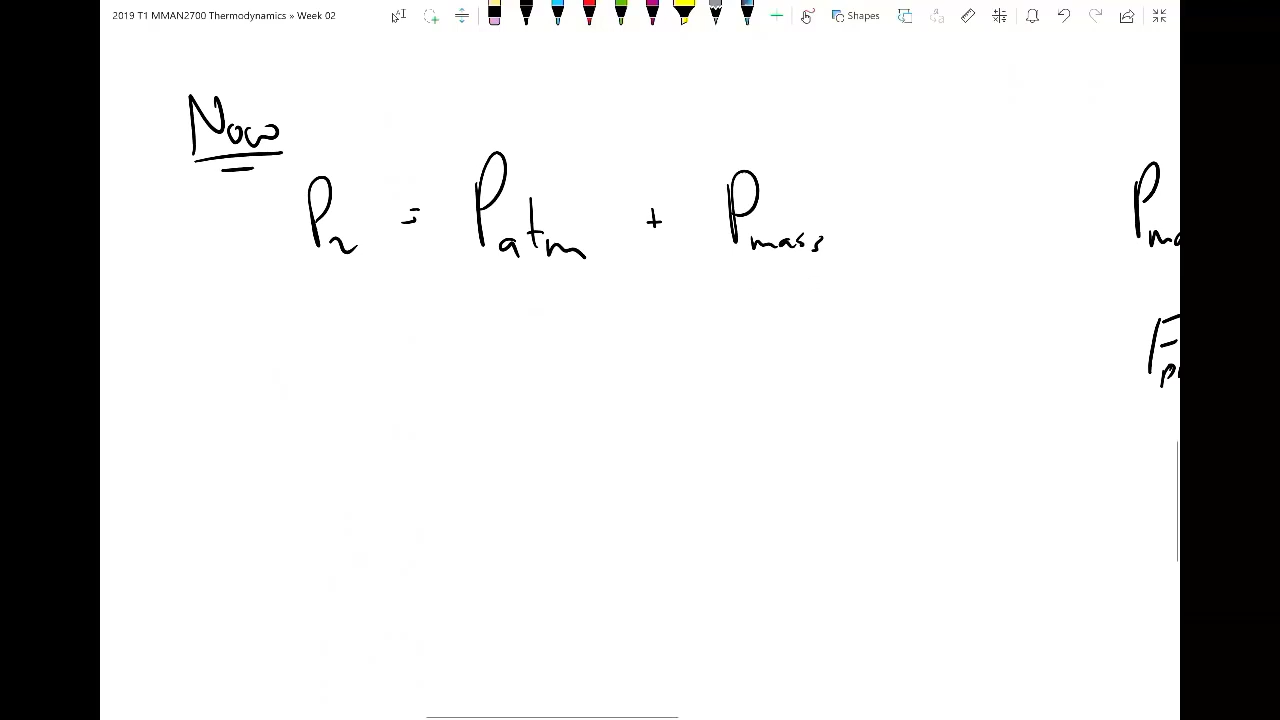 2019 T1 MMAN2700 Thermodynamics » Week 02
Shapes
Now
P₂ = Patm + Pmass